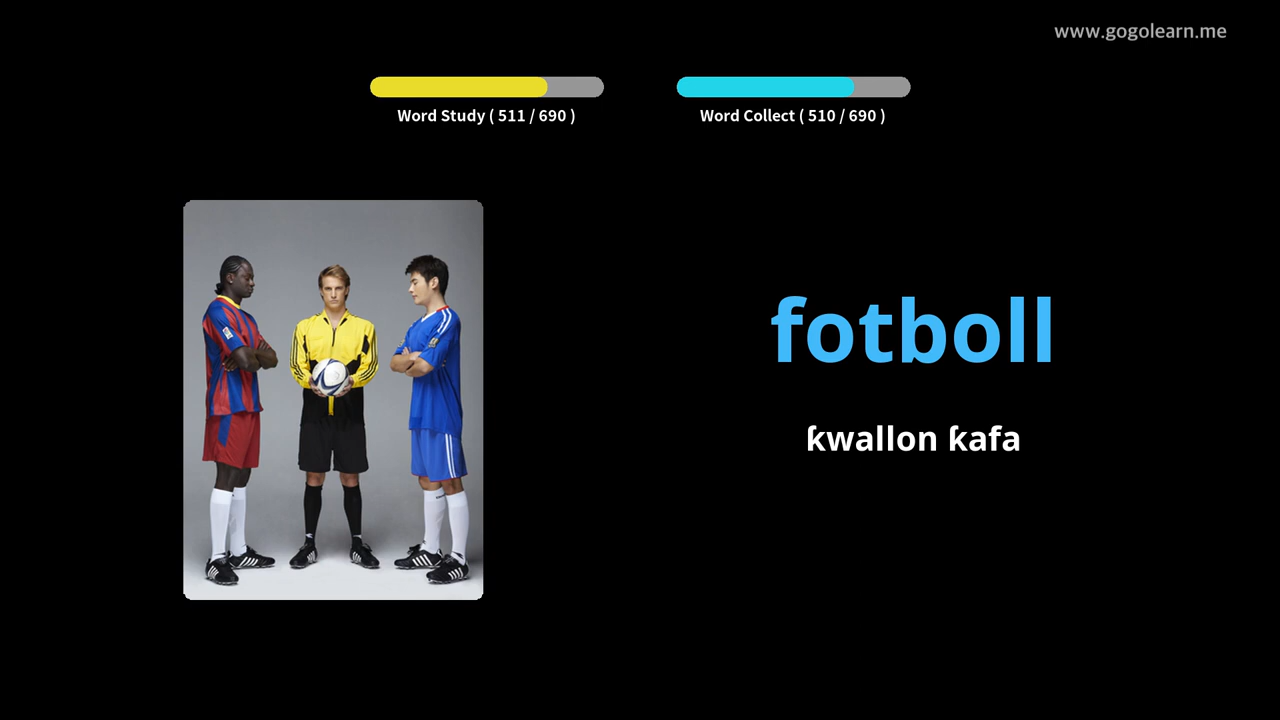 www.gogolearn.me
Word Study ( 511 / 690 )
Word Collect ( 510 / 690 )
fotboll
ƙwallon ƙafa